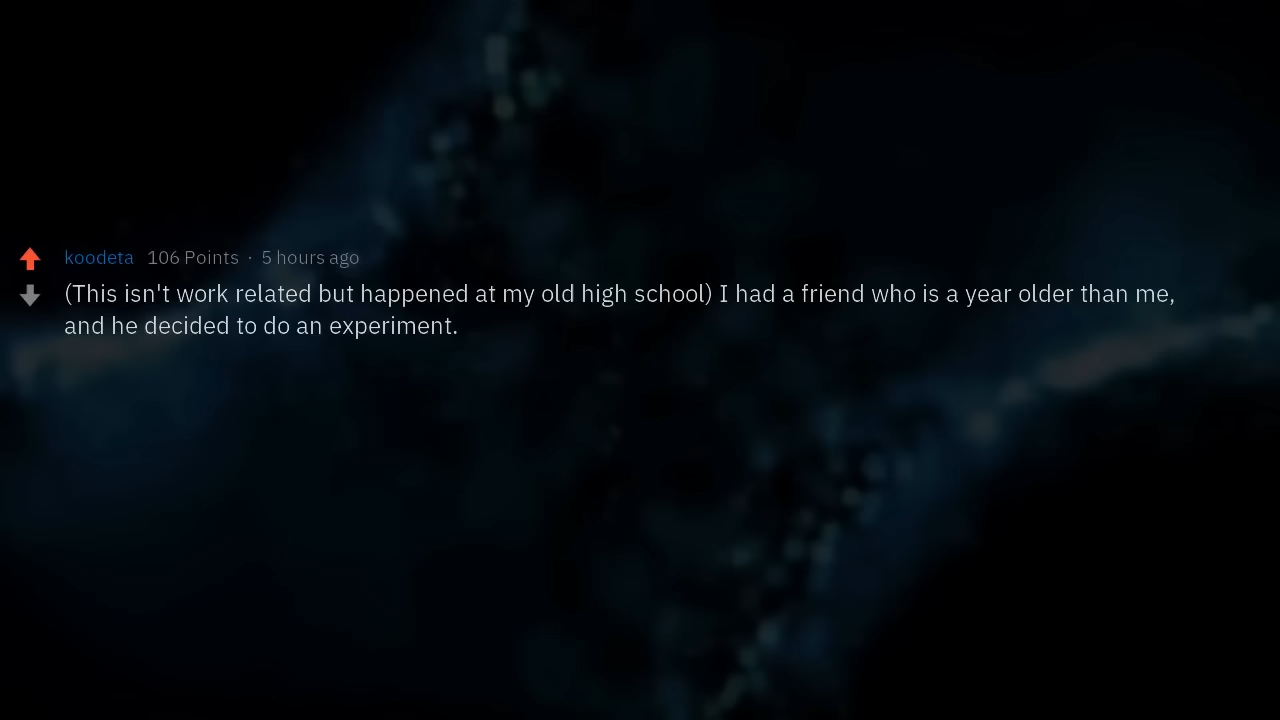 koodeta 106 Points · 5 hours ago
(This isn't work related but happened at my old high school) I had a friend who is a year older than me,
and he decided to do an experiment.